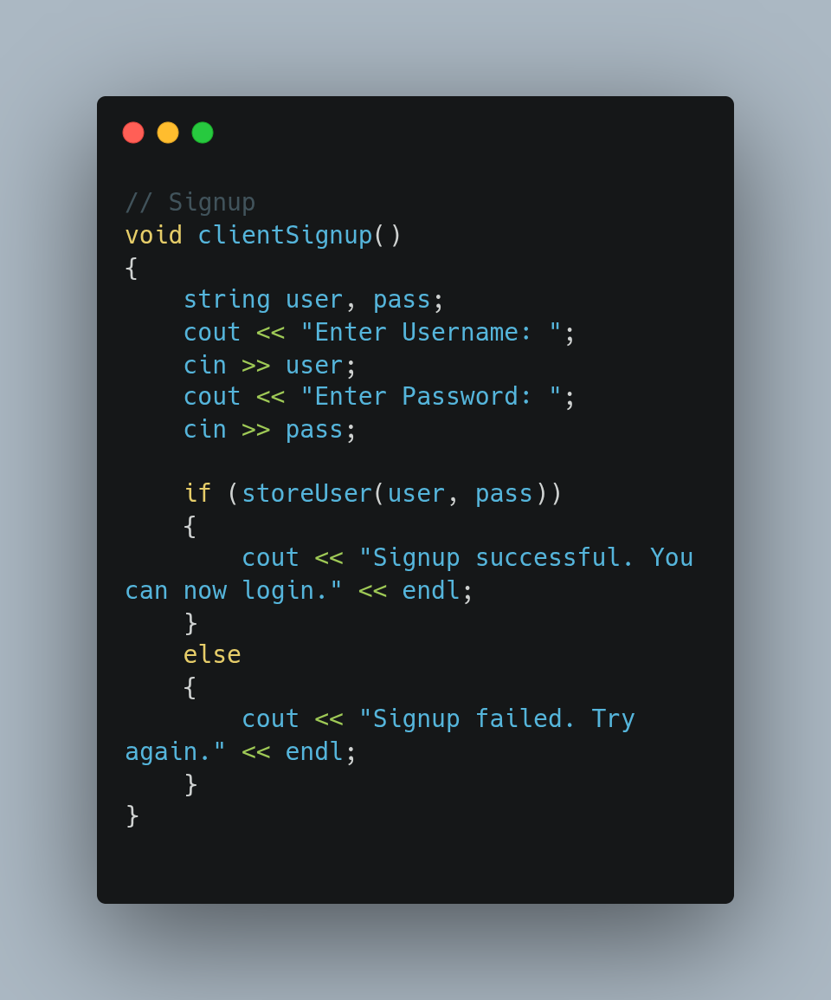 // Signup
void clientSignup()
{
    string user, pass;
    cout << "Enter Username: ";
    cin >> user;
    cout << "Enter Password: ";
    cin >> pass;

    if (storeUser(user, pass))
    {
        cout << "Signup successful. You
can now login." << endl;
    }
    else
    {
        cout << "Signup failed. Try
again." << endl;
    }
}